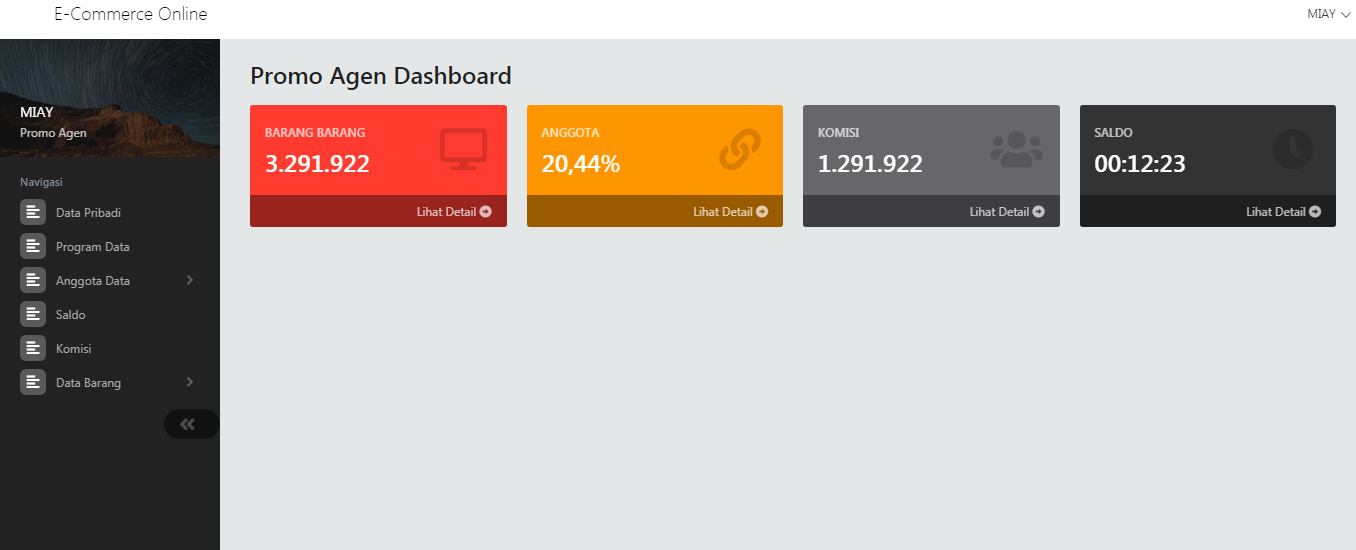 E-Commerce Online
MIAY
MIAY
Promo Agen
Navigasi
Data Pribadi
Program Data
Anggota Data
Saldo
Komisi
Data Barang
Promo Agen Dashboard
BARANG BARANG
3.291.922
Lihat Detail
ANGGOTA
20,44%
Lihat Detail
KOMISI
1.291.922
Lihat Detail
SALDO
00:12:23
Lihat Detail